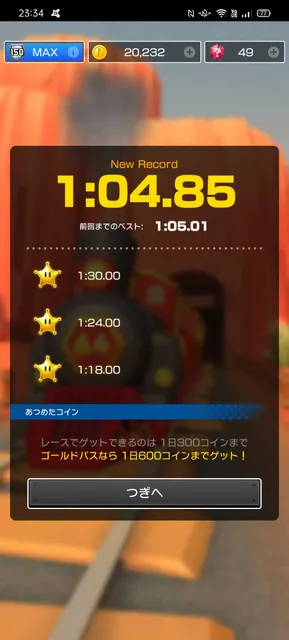 23:34
77
150 MAX
20,232
49
New Record
1:04.85
前回までのベスト: 1:05.01
1:30.00
1:24.00
1:18.00
あつめたコイン
レースでゲットできるのは 1日300コインまで
ゴールドパスなら 1日600コインまでゲット！
つぎへ